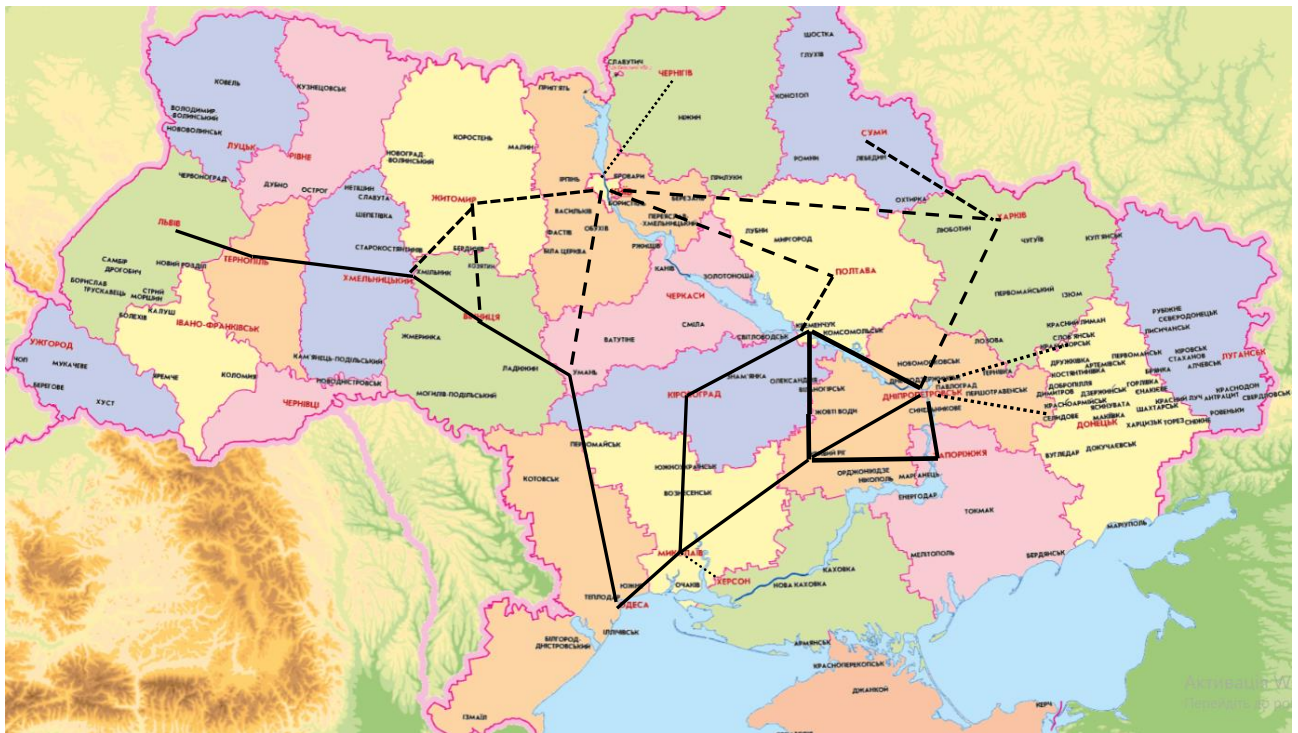 ШОСТКА
ГЛУХІВ
СЛАВУТИЧ
ЧЕРНІГІВ
КОВЕЛЬ
КУЗНЕЦОВСЬК
ПРИП'ЯТЬ
КОНОТОП
ВОЛОДИМИР-
ВОЛИНСЬКИЙ
НОВОВОЛИНСЬК
НІЖИН
СУМИ
КОРОСТЕНЬ
МАЛИН
ЛУЦЬК
РІВНЕ
НОВОГРАД-
ВОЛИНСЬКИЙ
РОМНИ
ЛЕБЕДИН
ЧЕРВОНОГРАД
ДУБНО
ОСТРОГ
НЕТІШИН
СЛАВУТА
ІРПІНЬ
БРОВАРИ
ПРИЛУКИ
ЖИТОМИР
БОРИСПІЛЬ
БЕРЕЗАНЬ
ОХТИРКА
ШЕПЕТІВКА
ВАСИЛЬКІВ
ПЕРЕЯСЛАВ
-ХМЕЛЬНИЦЬКИЙ
ХАРКІВ
ЛЬВІВ
ФАСТІВ
ОБУХІВ
ЛУБНИ
МИРГОРОД
ЛЮБОТИН
ЧУГУЇВ
КУП'ЯНСЬК
СТАРОКОСТЯНТИНІВ
БЕРДИЧІВ
БІЛА ЦЕРКВА
РЖИЩІВ
САМБІР
ДРОГОБИЧ
НОВИЙ РОЗДІЛ
ТЕРНОПІЛЬ
ХМІЛЬНИК
КОЗЯТИН
КАНІВ
ЗОЛОТОНОША
ПОЛТАВА
БОРИСЛАВ
ТРУСКАВЕЦЬ
СТРИЙ
МОРШИН
ХМЕЛЬНИЦЬКИЙ
ЧЕРКАСИ
ПЕРВОМАЙСЬКИЙ
ІЗЮМ
КАЛУШ
БОЛЕХІВ
ІВАНО-ФРАНКІВСЬК
ВІННИЦЯ
СМІЛА
КРЕМЕНЧУК
КОМСОМОЛЬСЬК
КРАСНИЙ ЛИМАН
РУБІЖНЕ
СЄВЄРОДОНЕЦЬК
УЖГОРОД
ЖМЕРИНКА
ВАТУТІНЕ
СВІТЛОВОДСЬК
ЛОЗОВА
СЛОВ'ЯНСЬК
КРАМАТОРСЬК
ЛИСИЧАНСЬК
ЧОП
МУКАЧЕВЕ
КАМ'ЯНЕЦЬ-ПОДІЛЬСЬКИЙ
ЛАДИЖИН
УМАНЬ
ЗНАМ'ЯНКА
НОВОМОСКОВСЬК
ДРУЖКІВКА
ПЕРВОМАЙСЬК
КІРОВСЬК
СТАХАНОВ
ЛУГАНСЬК
БЕРЕГОВЕ
ЯРЕМЧЕ
КОЛОМИЯ
НОВОДНІСТРОВСЬК
ОЛЕКСАНДРІЯ
ТЕРНІВКА
КОСТЯНТИНІВКА
АРТЕМІВСЬК
БРЯНКА
АЛЧЕВСЬК
ХУСТ
ЧЕРНІВЦІ
МОГИЛІВ-ПОДІЛЬСЬКИЙ
КІРОВОГРАД
ВІЛЬНОГІРСЬК
ДНІПРОДЗЕРЖИНСЬК
ПАВЛОГРАД
ДНІПРОПЕТРОВСЬК
ПЕРШОТРАВЕНСЬК
ДОБРОПІЛЛЯ
ДИМИТРОВ
ДЗЕРЖИНСЬК
ГОРЛІВКА
ЄНАКІЄВЕ
КРАСНОДОН
ЖОВТІ ВОДИ
СИНЕЛЬНИКОВЕ
КРАСНОАРМІЙСЬК
СЕЛИДОВЕ
ЯСИНУВАТА
МАКІЇВКА
ШАХТАРСЬК
КРАСНИЙ ЛУЧ
АНТРАЦИТ
СВЕРДЛОВСЬК
РОВЕНЬКИ
ДОНЕЦЬК
ХАРЦИЗЬК
ТОРЕЗ
СНІЖНЕ
ПЕРВОМАЙСЬК
КРИВИЙ РІГ
ЗАПОРІЖЖЯ
ВУГЛЕДАР
ДОКУЧАЄВСЬК
КОТОВСЬК
ЮЖНОУКРАЇНСЬК
ОРДЖОНІКІДЗЕ
НІКОПОЛЬ
МАРГАНЕЦЬ
ВОЗНЕСЕНСЬК
ЕНЕРГОДАР
ТОКМАК
МАРІУПОЛЬ
МИКОЛАЇВ
МЕЛІТОПОЛЬ
БЕРДЯНСЬК
ЮЖНЕ
ОЧАКІВ
ХЕРСОН
НОВА КАХОВКА
КАХОВКА
ТЕПЛОДАР
ОДЕСА
БІЛГОРОД-
ДНІСТРОВСЬКИЙ
ІЛЛІЧІВСЬК
АРМЯНСЬК
КРАСНОПЕРЕКОПСЬК
ДЖАНКОЙ
ІЗМАЇЛ
КЕРЧ
Активація W